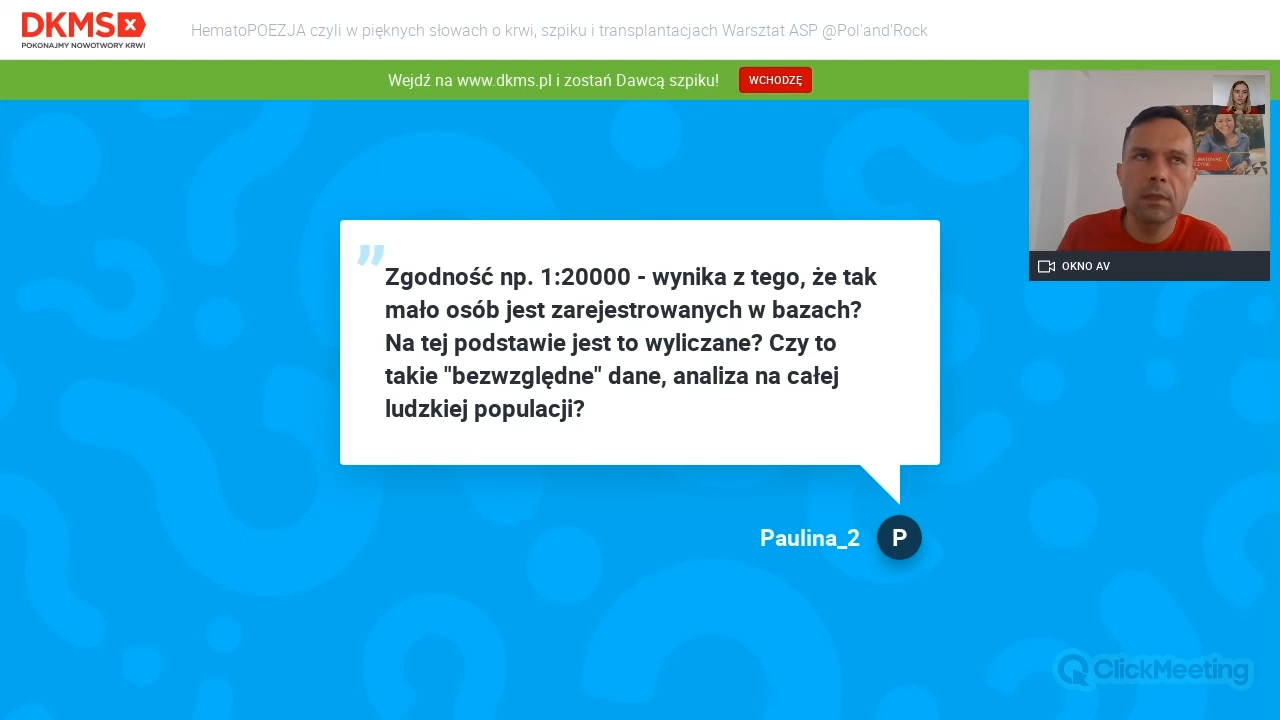 DKMS
POKONAJMY NOWOTWORY KRWI
HematoPOEZJA czyli w pięknych słowach o krwi, szpiku i transplantacjach Warsztat ASP @Pol'and'Rock
Wejdź na www.dkms.pl i zostań Dawcą szpiku!
WCHODZĘ
OKNO AV
Zgodność np. 1:20000 - wynika z tego, że tak
mało osób jest zarejestrowanych w bazach?
Na tej podstawie jest to wyliczane? Czy to
takie "bezwzględne" dane, analiza na całej
ludzkiej populacji?
Paulina_2
P
ClickMeeting